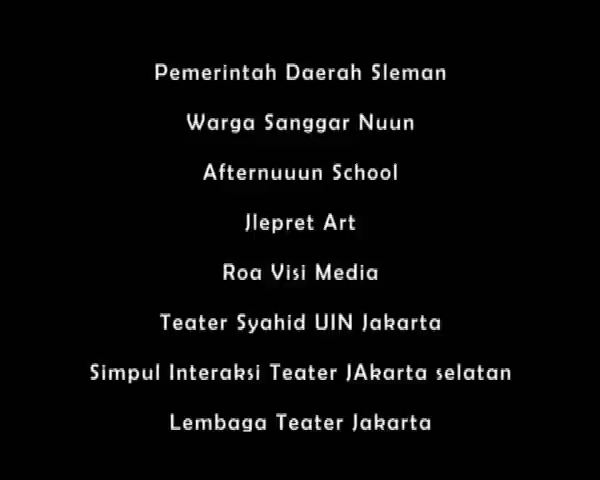 Pemerintah Daerah Sleman
Warga Sanggar Nuun
Afternuuun School
Jlepret Art
Roa Visi Media
Teater Syahid UIN Jakarta
Simpul Interaksi Teater JAkarta selatan
Lembaga Teater Jakarta